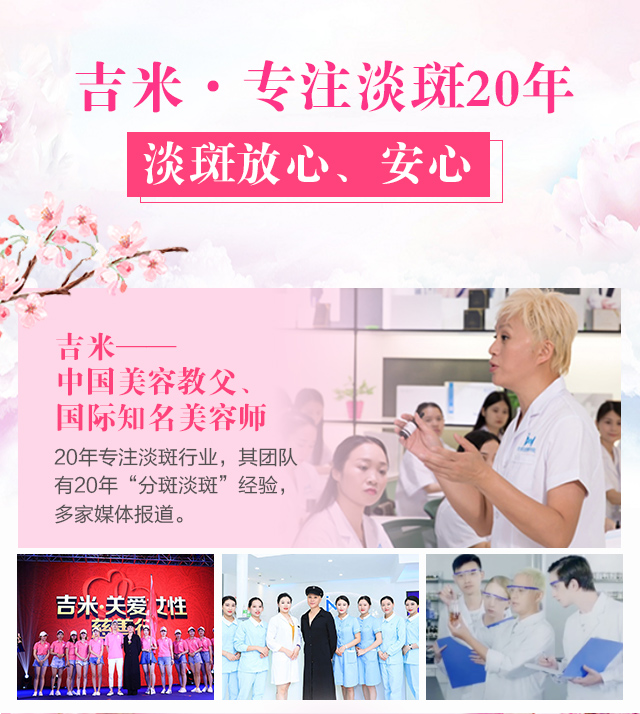 吉米·专注淡斑20年
淡斑放心、安心
吉米——
中国美容教父、
国际知名美容师
20年专注淡斑行业，其团队
有20年“分斑淡斑”经验，
多家媒体报道。
吉米·关爱女性